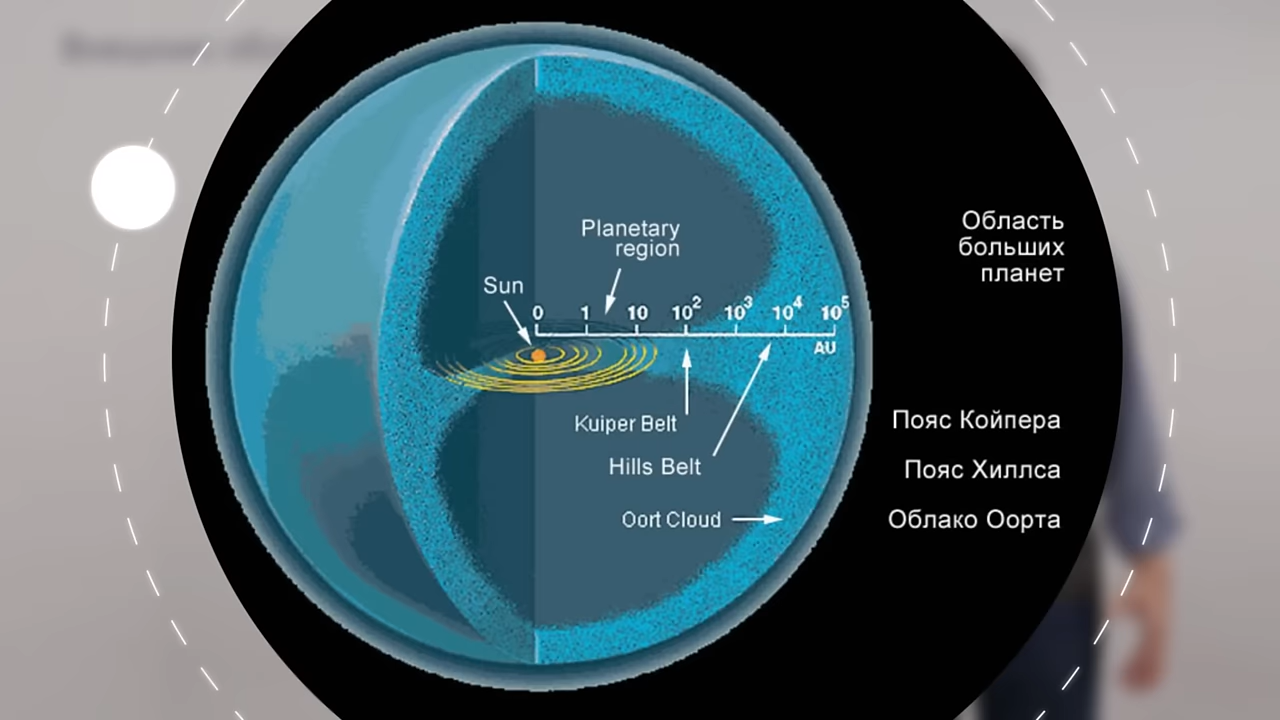 Planetary
region
Sun
0 1 10 10² 10³ 10⁴ 10⁵
AU
Kuiper Belt
Hills Belt
Oort Cloud
Область
больших
планет
Пояс Койпера
Пояс Хиллса
Облако Оорта